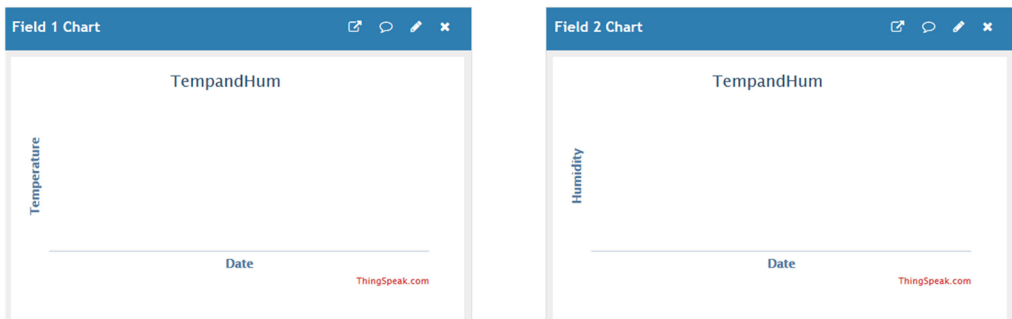 Field 1 Chart
TempandHum
Temperature
Date
ThingSpeak.com
Field 2 Chart
TempandHum
Humidity
Date
ThingSpeak.com